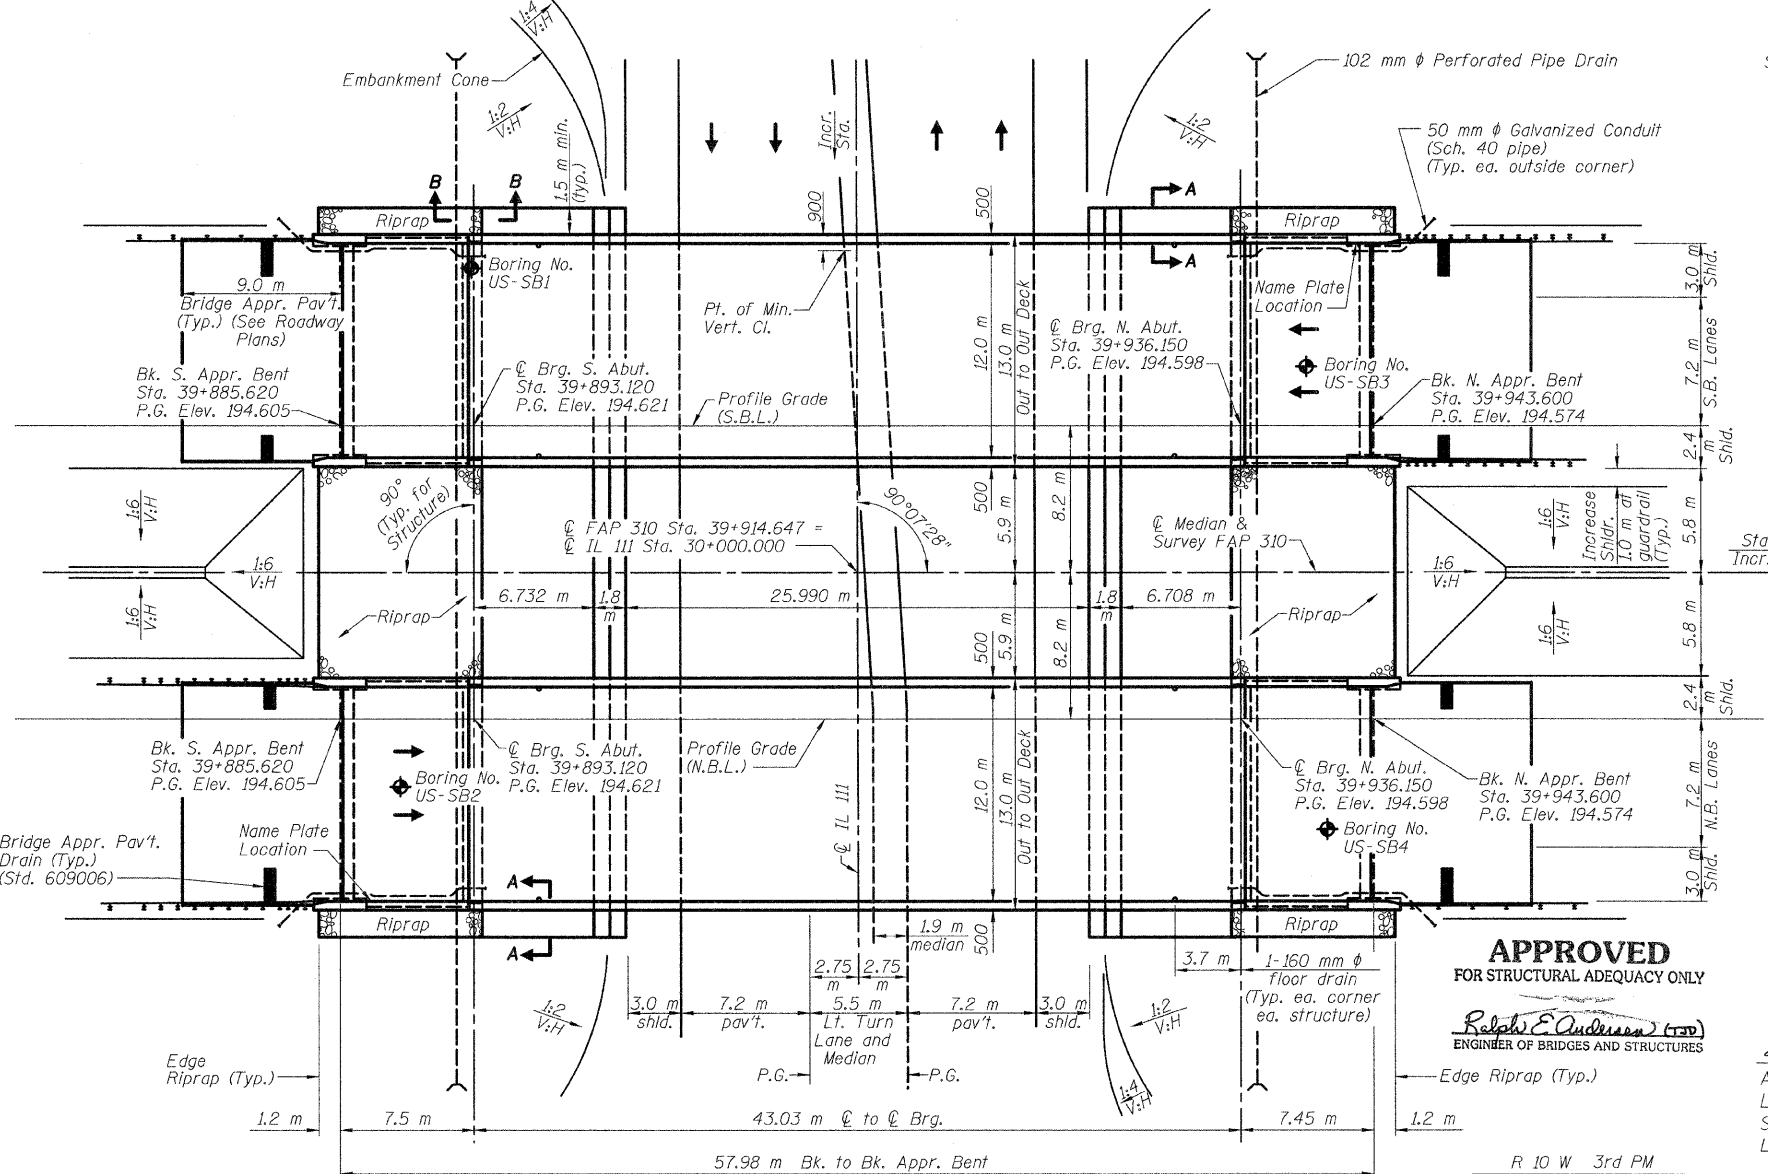 1:4
V:H
Embankment Cone
1:2
V:H
1.5 m min.
(typ.)
Incr.
Sta.
1:2
V:H
102 mm ϕ Perforated Pipe Drain
50 mm ϕ Galvanized Conduit
(Sch. 40 pipe)
(Typ. ea. outside corner)
B
B
A
A
Riprap
900
500
Riprap
Boring No.
US-SB1
9.0 m
Bridge Appr. Pav't.
(Typ.) (See Roadway
Plans)
Pt. of Min.
Vert. Cl.
12.0 m
13.0 m
Out to Out Deck
Name Plate
Location
3.0 m
Shld.
℄ Brg. N. Abut.
Sta. 39+936.150
P.G. Elev. 194.598
Boring No.
US-SB3
7.2 m
S.B. Lanes
Bk. S. Appr. Bent
Sta. 39+885.620
P.G. Elev. 194.605
℄ Brg. S. Abut.
Sta. 39+893.120
P.G. Elev. 194.621
Profile Grade
(S.B.L.)
Bk. N. Appr. Bent
Sta. 39+943.600
P.G. Elev. 194.574
2.4
m
Shld.
1:6
V:H
90°
(Typ. for
Structure)
℄ FAP 310 Sta. 39+914.647 =
℄ IL 111 Sta. 30+000.000
90°07'28"
500
5.9 m
8.2 m
℄ Median &
Survey FAP 310
1:6
V:H
Increase
Shldr.
1.0 m at
guardrail
(Typ.)
5.8 m
Sta
Incr.
1:6
V:H
1:6
V:H
6.732 m
1.8
m
25.990 m
1.8
m
6.708 m
1:6
V:H
Riprap
500
5.9 m
8.2 m
Riprap
1:6
V:H
5.8 m
2.4
m
Shld.
Bk. S. Appr. Bent
Sta. 39+885.620
P.G. Elev. 194.605
℄ Brg. S. Abut.
Sta. 39+893.120
P.G. Elev. 194.621
Boring No.
US-SB2
Profile Grade
(N.B.L.)
12.0 m
13.0 m
Out to Out Deck
℄ Brg. N. Abut.
Sta. 39+936.150
P.G. Elev. 194.598
Bk. N. Appr. Bent
Sta. 39+943.600
P.G. Elev. 194.574
7.2 m
N.B. Lanes
Boring No.
US-SB4
Bridge Appr. Pav't.
Drain (Typ.)
(Std. 609006)
Name Plate
Location
℄ IL 111
3.0 m
Shld.
A
A
Riprap
1.9 m
median
500
Riprap
APPROVED
FOR STRUCTURAL ADEQUACY ONLY
Ralph E. Anderson (TJD)
ENGINEER OF BRIDGES AND STRUCTURES
2.75
m
2.75
m
3.7 m
1-160 mm ϕ
floor drain
(Typ. ea. corner
ea. structure)
1:2
V:H
3.0 m
shld.
7.2 m
pav't.
5.5 m
Lt. Turn
Lane and
Median
7.2 m
pav't.
3.0 m
shld.
1:2
V:H
P.G.
P.G.
1:4
V:H
Edge
Riprap (Typ.)
Edge Riprap (Typ.)
1.2 m
7.5 m
43.03 m ℄ to ℄ Brg.
7.45 m
1.2 m
57.98 m Bk. to Bk. Appr. Bent
R 10 W 3rd PM